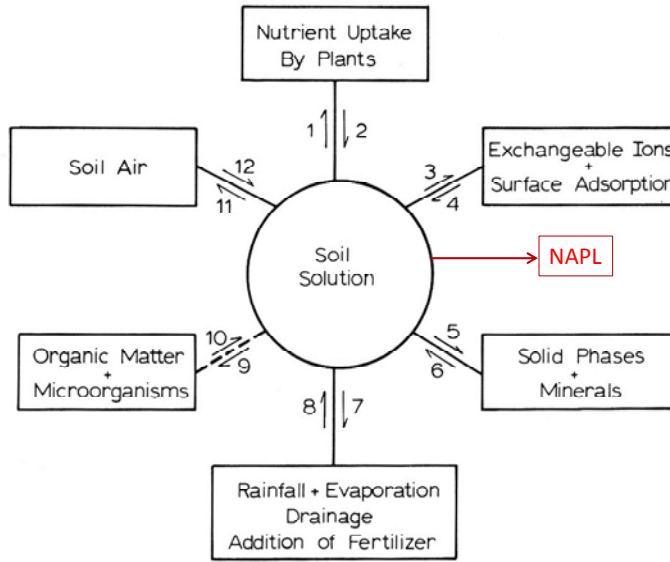 Nutrient Uptake
By Plants
1
2
Soil Air
12
11
3
4
Exchangeable Ions
+
Surface Adsorption
Soil
Solution
NAPL
10
9
Organic Matter
+
Microorganisms
5
6
Solid Phases
+
Minerals
8
7
Rainfall + Evaporation
Drainage
Addition of Fertilizer